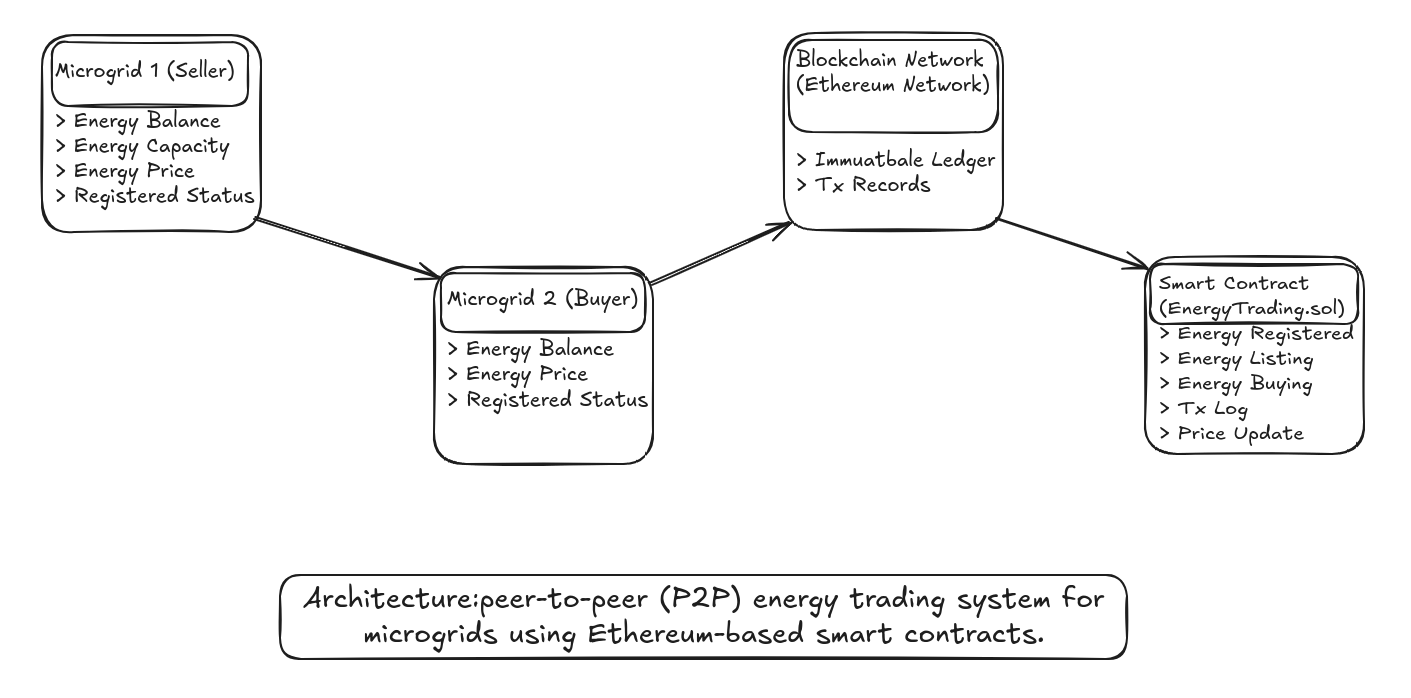 Microgrid 1 (Seller)
> Energy Balance
> Energy Capacity
> Energy Price
> Registered Status
Microgrid 2 (Buyer)
> Energy Balance
> Energy Price
> Registered Status
Blockchain Network
(Ethereum Network)
> Immuatbale Ledger
> Tx Records
Smart Contract
(EnergyTrading.sol)
> Energy Registered
> Energy Listing
> Energy Buying
> Tx Log
> Price Update
Architecture:peer-to-peer (P2P) energy trading system for
microgrids using Ethereum-based smart contracts.